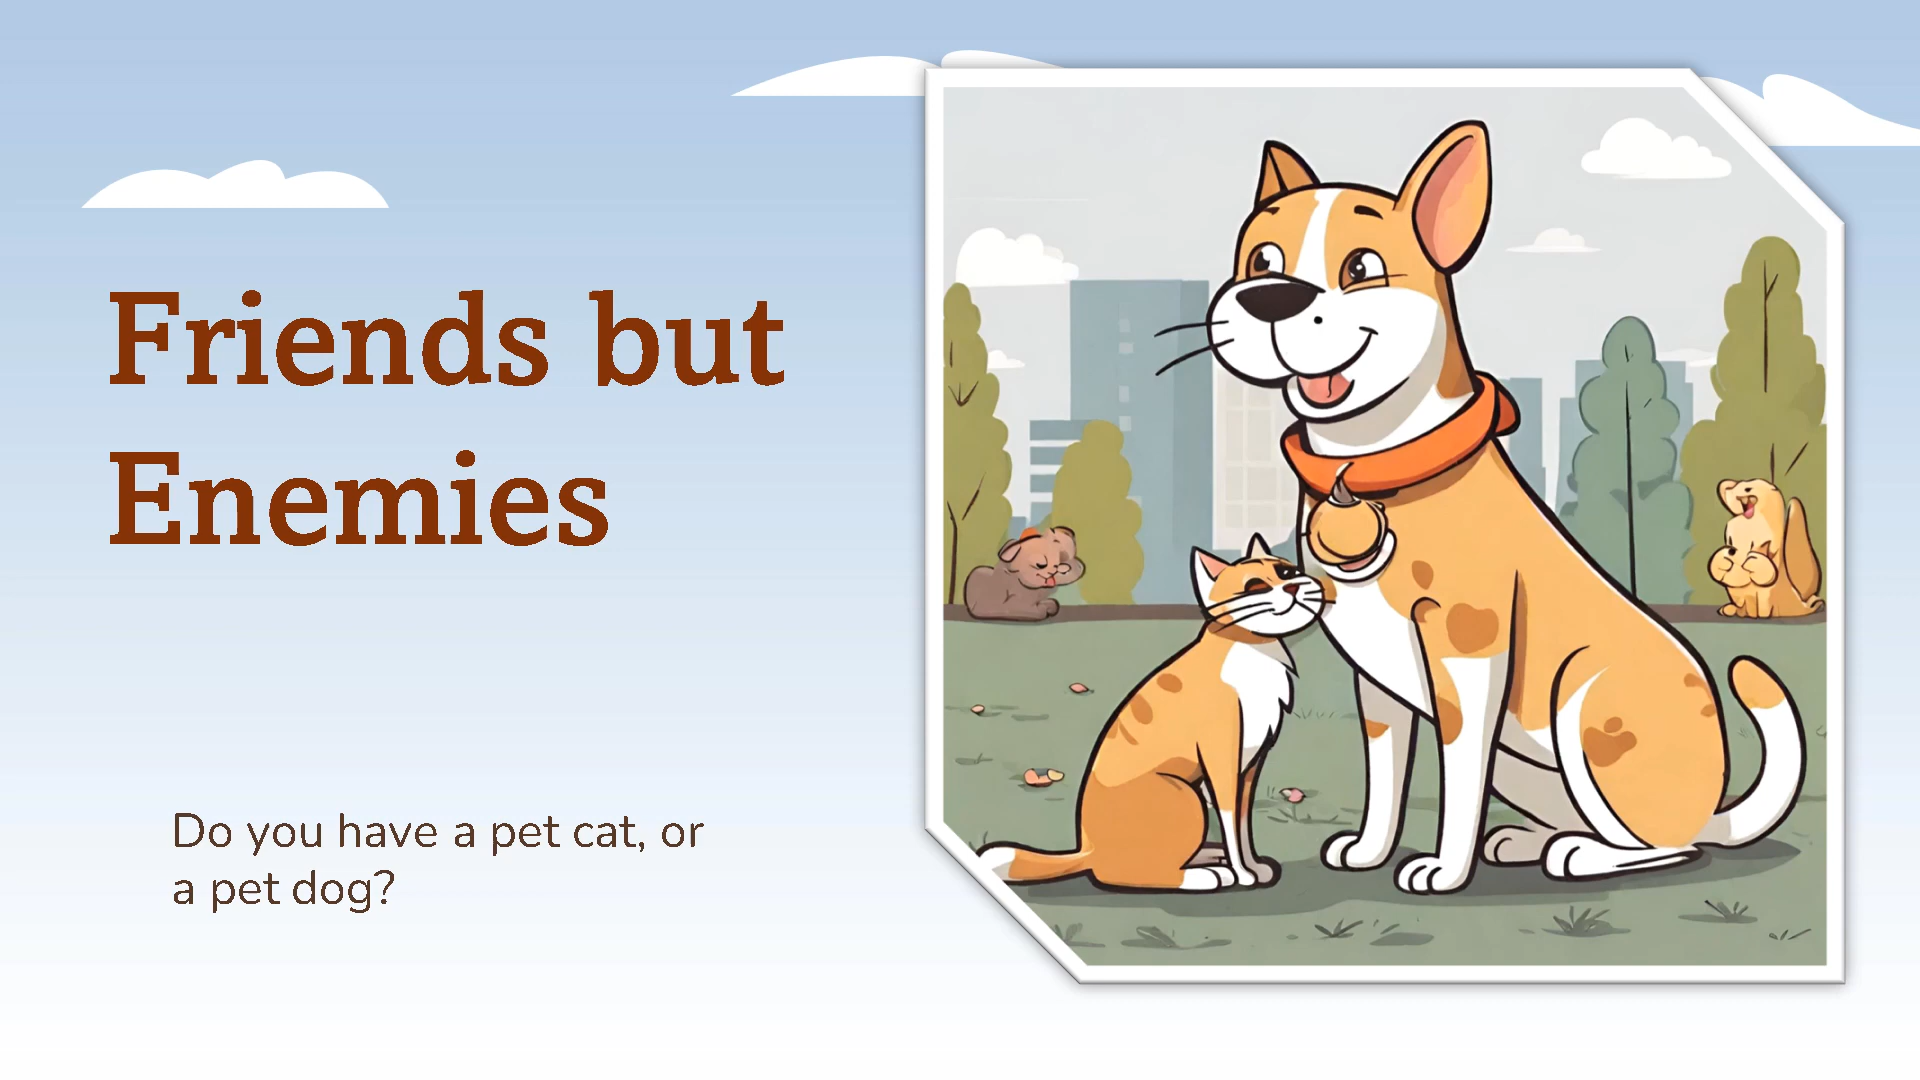 Friends but
Enemies
Do you have a pet cat, or
a pet dog?